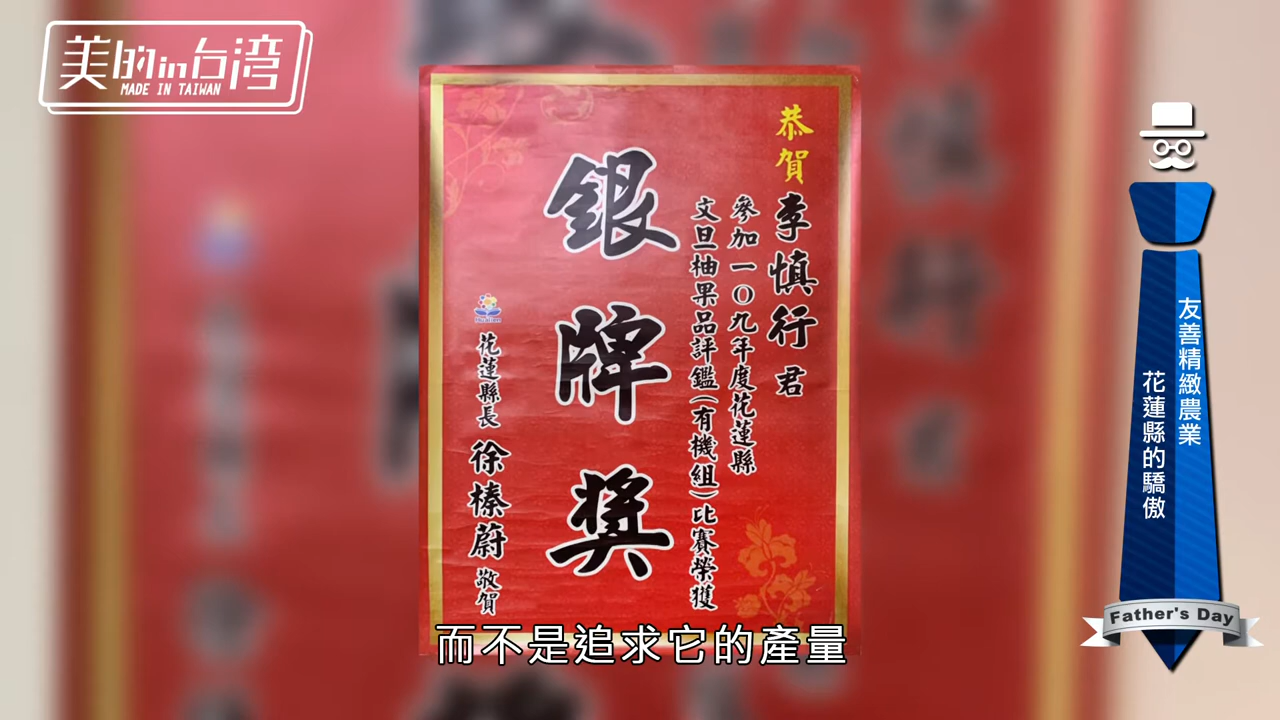 美的in台湾
MADE IN TAIWAN
恭賀
李慎行君
參加一〇九年度花蓮縣
文旦柚果品評鑑(有機組)比賽榮獲
銀牌獎
Hualien
花蓮縣長徐榛蔚敬賀
友善精緻農業
花蓮縣的驕傲
Father's Day
而不是追求它的產量